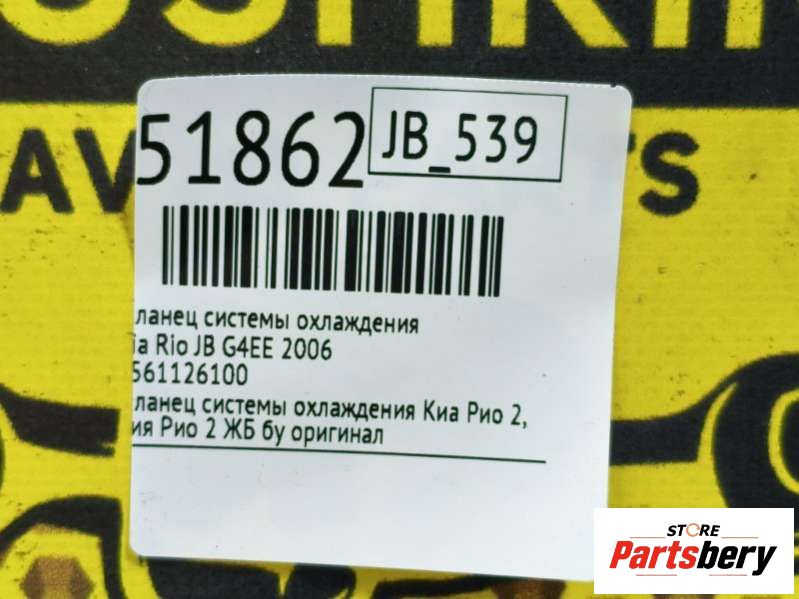 51862 JB_539
ланец системы охлаждения
ia Rio JB G4EE 2006
561126100
ланец системы охлаждения Киа Рио 2,
ия Рио 2 ЖБ бу оригинал
STORE
Partsbery